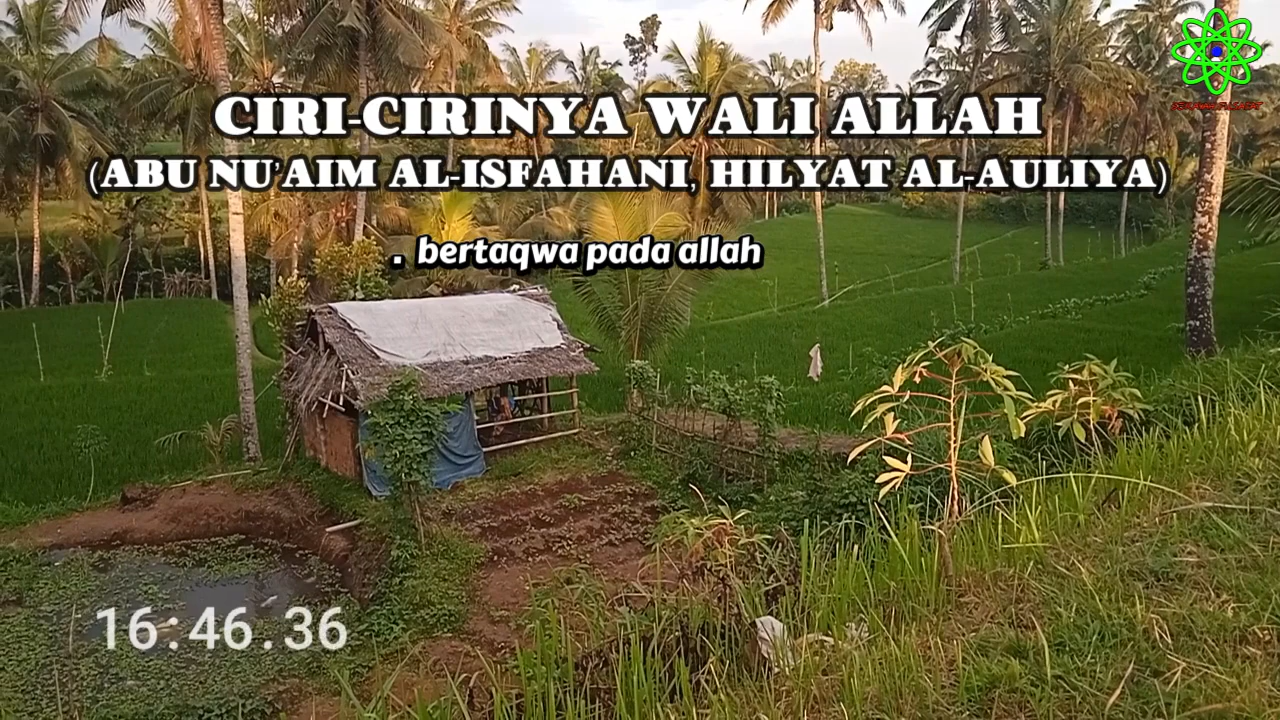 CIRI-CIRINYA WALI ALLAH
(ABU NU'AIM AL-ISFAHANI, HILYAT AL-AULIYA)
. bertaqwa pada allah
16:46.36